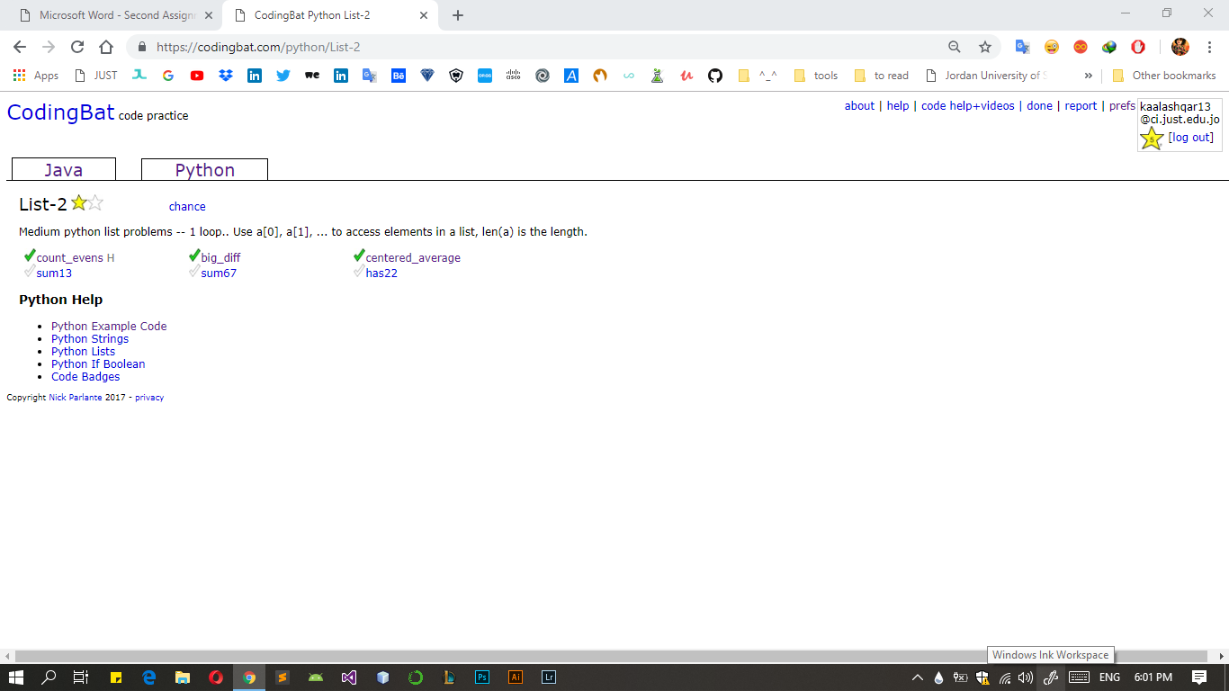 Microsoft Word - Second Assignm
CodingBat Python List-2
https://codingbat.com/python/List-2
Apps
JUST
^_^
tools
to read
Jordan University of S
»
Other bookmarks
CodingBat code practice
about | help | code help+videos | done | report | prefs
kaalashqar13
@ci.just.edu.jo
[log out]
Java
Python
List-2
chance
Medium python list problems -- 1 loop.. Use a[0], a[1], ... to access elements in a list, len(a) is the length.
count_evens H
big_diff
centered_average
sum13
sum67
has22
Python Help
Python Example Code
Python Strings
Python Lists
Python If Boolean
Code Badges
Copyright Nick Parlante 2017 - privacy
Windows Ink Workspace
Ps
Ai
Lr
ENG
6:01 PM